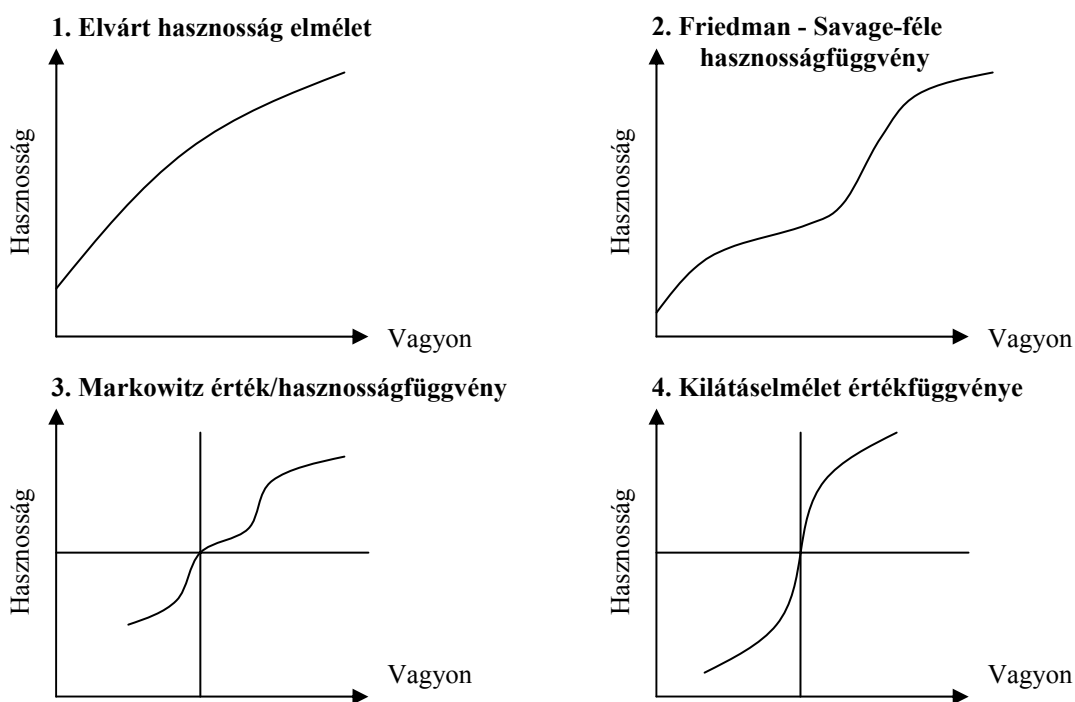 1. Elvárt hasznosság elmélet
Hasznosság
Vagyon
2. Friedman - Savage-féle
hasznosságfüggvény
Hasznosság
Vagyon
3. Markowitz érték/hasznosságfüggvény
Hasznosság
Vagyon
4. Kilátáselmélet értékfüggvénye
Hasznosság
Vagyon